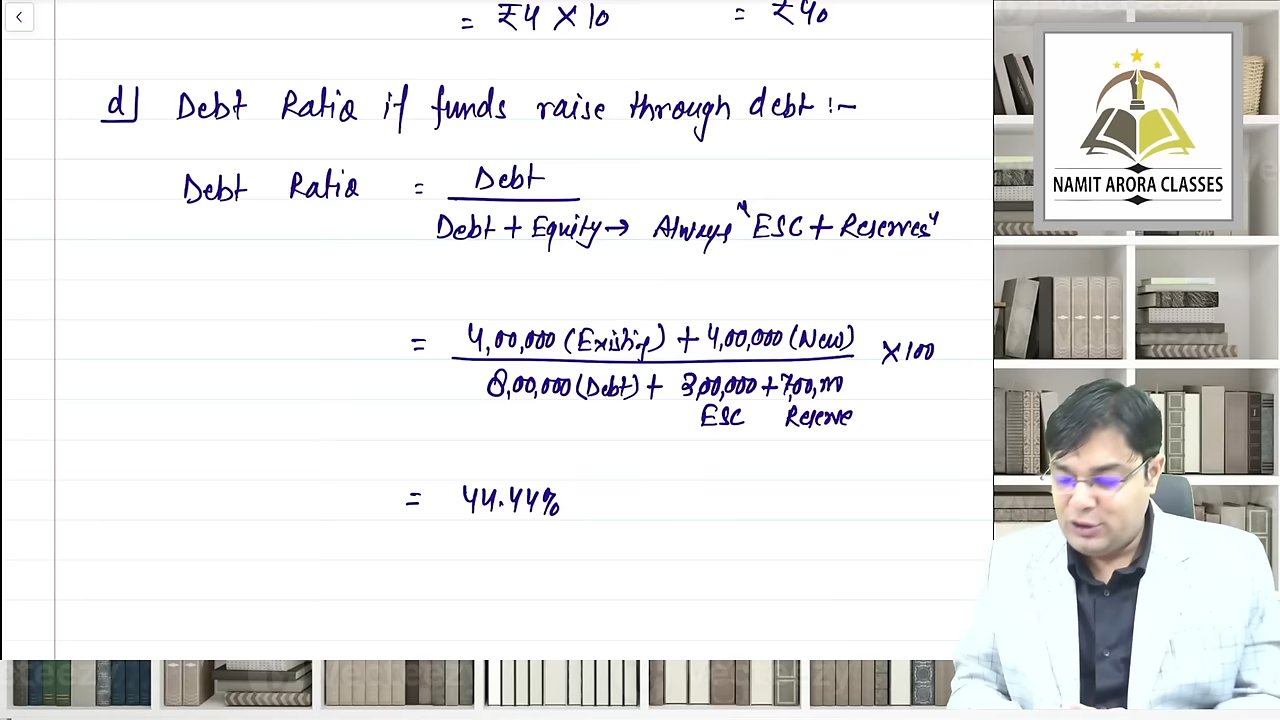 = ₹4 × 10 = ₹40
d] Debt Ratio if funds raise through debt :-
Debt Ratio = Debt
Debt + Equity → Always "ESC + Reserves"
= 4,00,000 (Existig) + 4,00,000 (New) × 100
8,00,000 (Debt) + 3,00,000 + 7,00,000
ESC Reserve
= 44.44%
NAMIT ARORA CLASSES